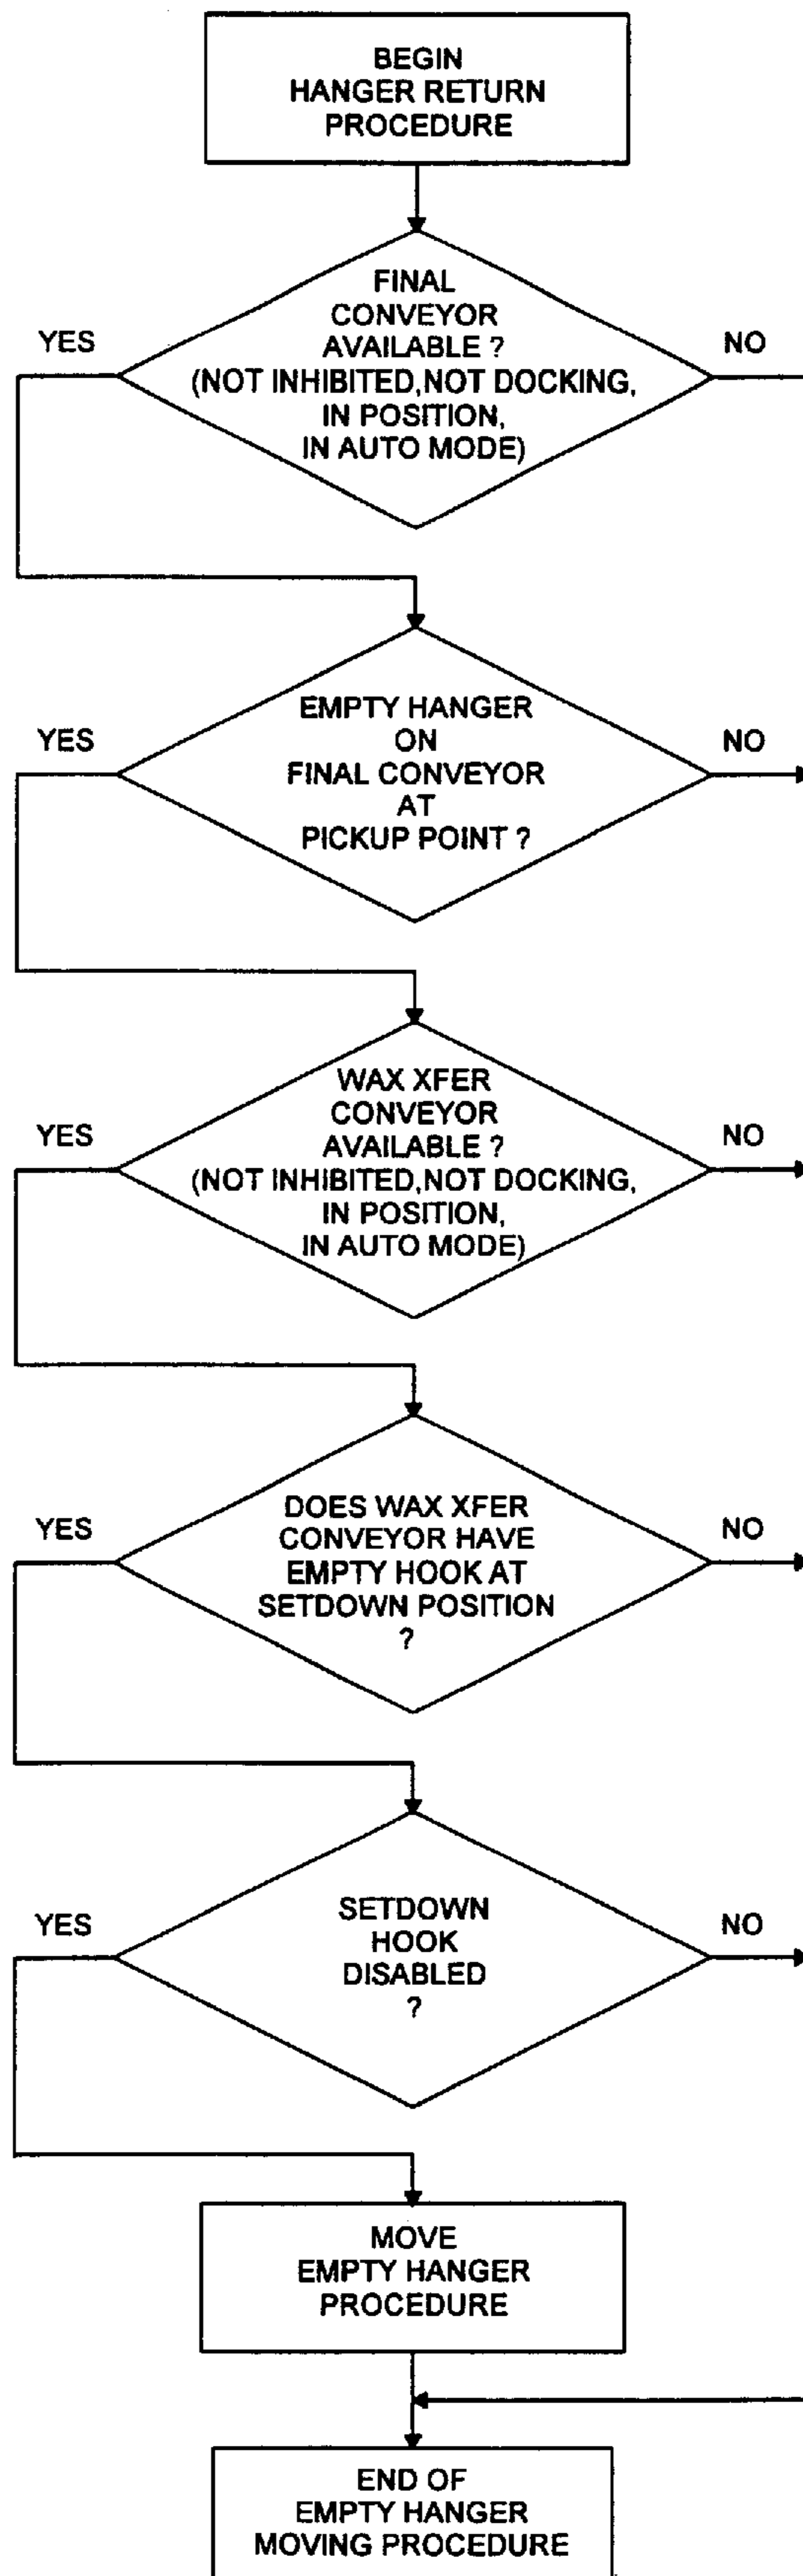 BEGIN
HANGER RETURN
PROCEDURE
FINAL
CONVEYOR
AVAILABLE ?
(NOT INHIBITED,NOT DOCKING,
IN POSITION,
IN AUTO MODE)
YES
NO
EMPTY HANGER
ON
FINAL CONVEYOR
AT
PICKUP POINT ?
YES
NO
WAX XFER
CONVEYOR
AVAILABLE ?
(NOT INHIBITED,NOT DOCKING,
IN POSITION,
IN AUTO MODE)
YES
NO
DOES WAX XFER
CONVEYOR HAVE
EMPTY HOOK AT
SETDOWN POSITION
?
YES
NO
SETDOWN
HOOK
DISABLED
?
YES
NO
MOVE
EMPTY HANGER
PROCEDURE
END OF
EMPTY HANGER
MOVING PROCEDURE